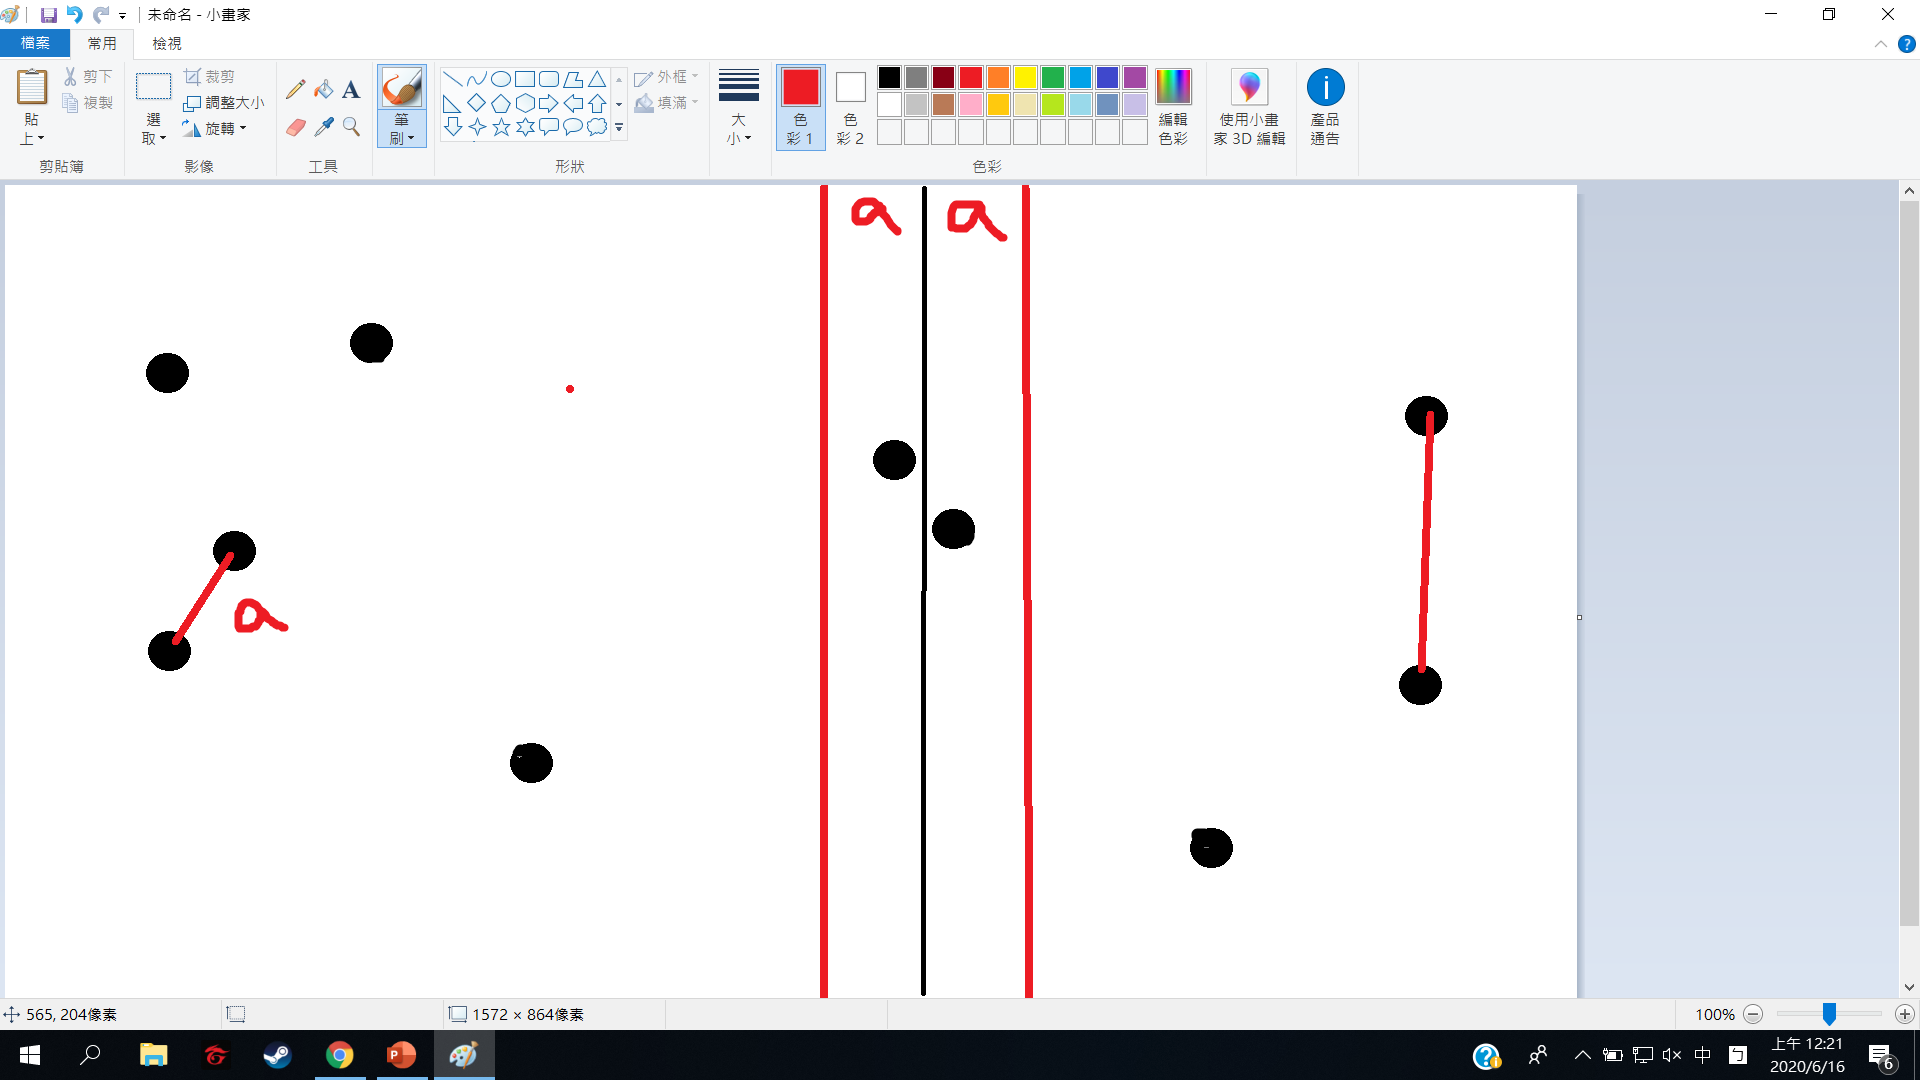 未命名 - 小畫家
檔案 常用 檢視
貼上
剪下
複製
剪貼簿
選取
裁剪
調整大小
旋轉
影像
A
工具
筆刷
外框
填滿
形狀
大小
色彩 1
色彩 2
編輯色彩
色彩
使用小畫家 3D 編輯
產品通告
a a
a
565, 204像素
1572 × 864像素
100%
中
上午 12:21
2020/6/16
6